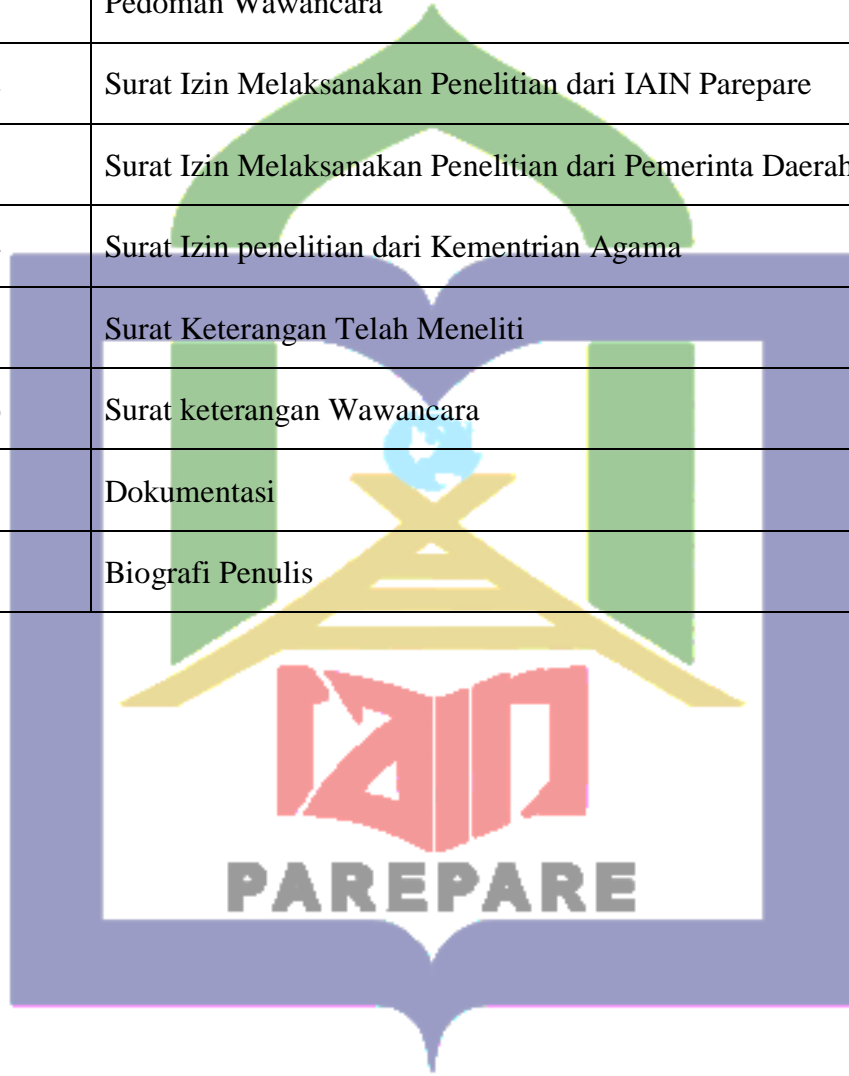 Pedoman Wawancara
Surat Izin Melaksanakan Penelitian dari IAIN Parepare
Surat Izin Melaksanakan Penelitian dari Pemerinta Daerah
Surat Izin penelitian dari Kementrian Agama
Surat Keterangan Telah Meneliti
Surat keterangan Wawancara
Dokumentasi
Biografi Penulis
iain
PAREPARE